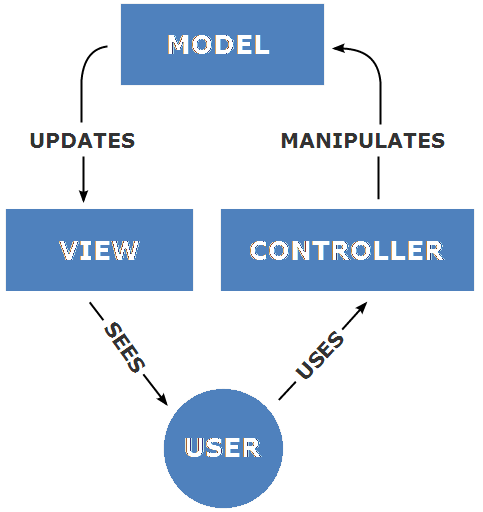 MODEL
UPDATES
MANIPULATES
VIEW
CONTROLLER
SEES
USES
USER